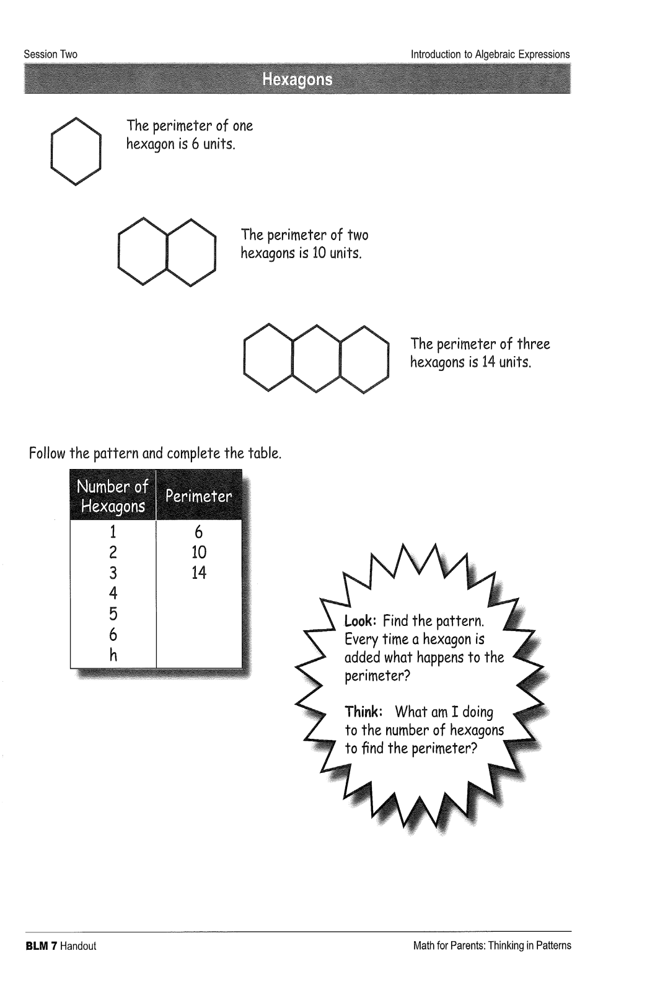 Session Two
Introduction to Algebraic Expressions
Hexagons
The perimeter of one
hexagon is 6 units.
The perimeter of two
hexagons is 10 units.
The perimeter of three
hexagons is 14 units.
Follow the pattern and complete the table.
Number of
Hexagons
Perimeter
1 6
2 10
3 14
4
5
6
h
Look: Find the pattern.
Every time a hexagon is
added what happens to the
perimeter?
Think: What am I doing
to the number of hexagons
to find the perimeter?
BLM 7 Handout
Math for Parents: Thinking in Patterns